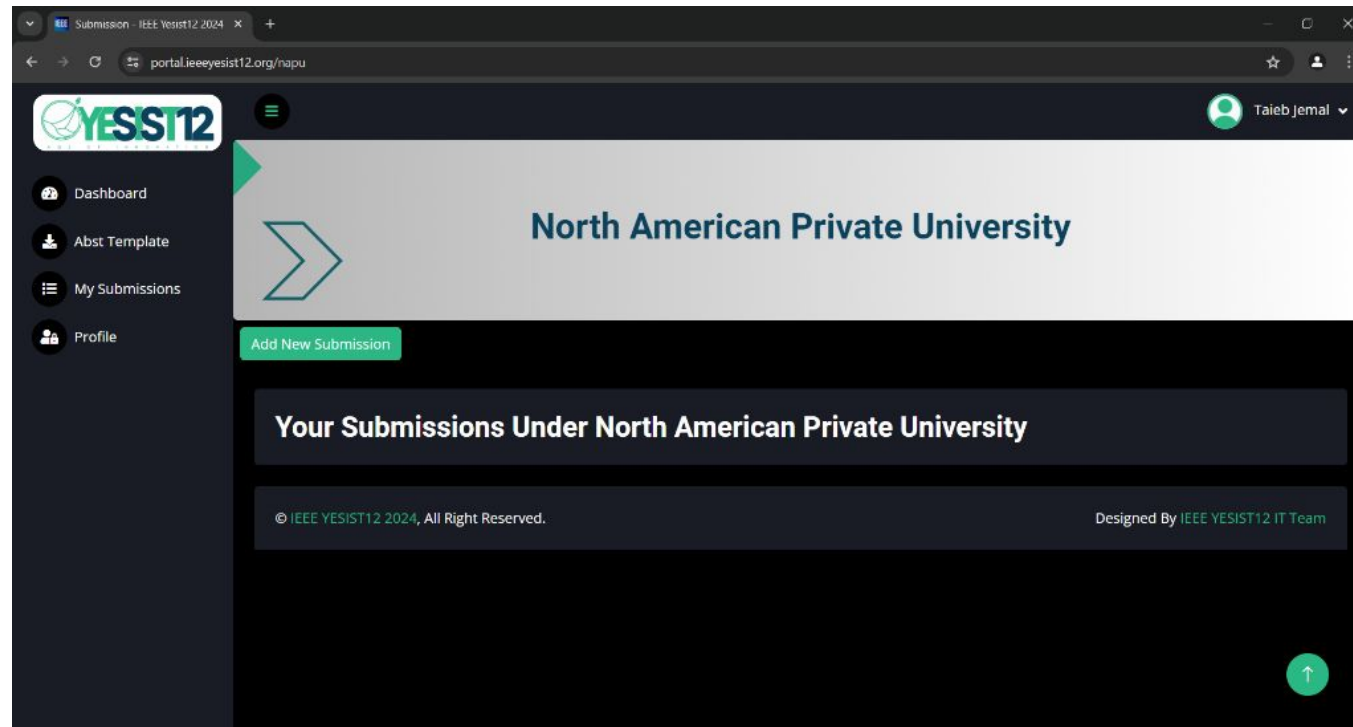 Submission - IEEE Yesist12 2024
portal.ieeeyesist12.org/napu
YESIST12
Taieb Jemal
Dashboard
Abst Template
My Submissions
Profile
North American Private University
Add New Submission
Your Submissions Under North American Private University
© IEEE YESIST12 2024, All Right Reserved.
Designed By IEEE YESIST12 IT Team